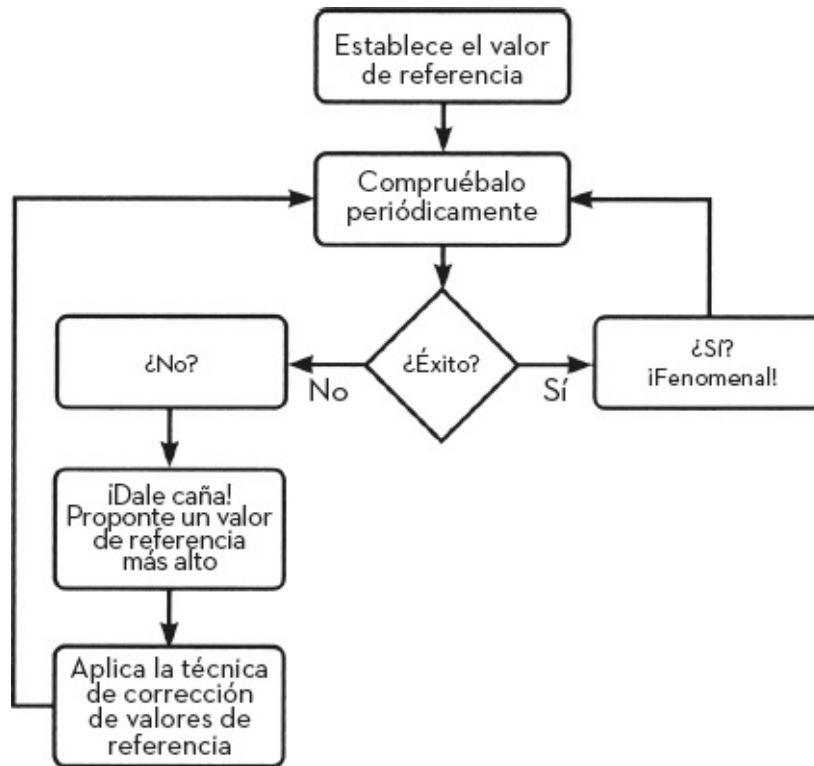 Establece el valor
de referencia
Compruébalo
periódicamente
¿No?
No
¿Éxito?
Sí
¿Sí?
¡Fenomenal!
¡Dale caña!
Proponte un valor
de referencia
más alto
Aplica la técnica
de corrección
de valores de
referencia